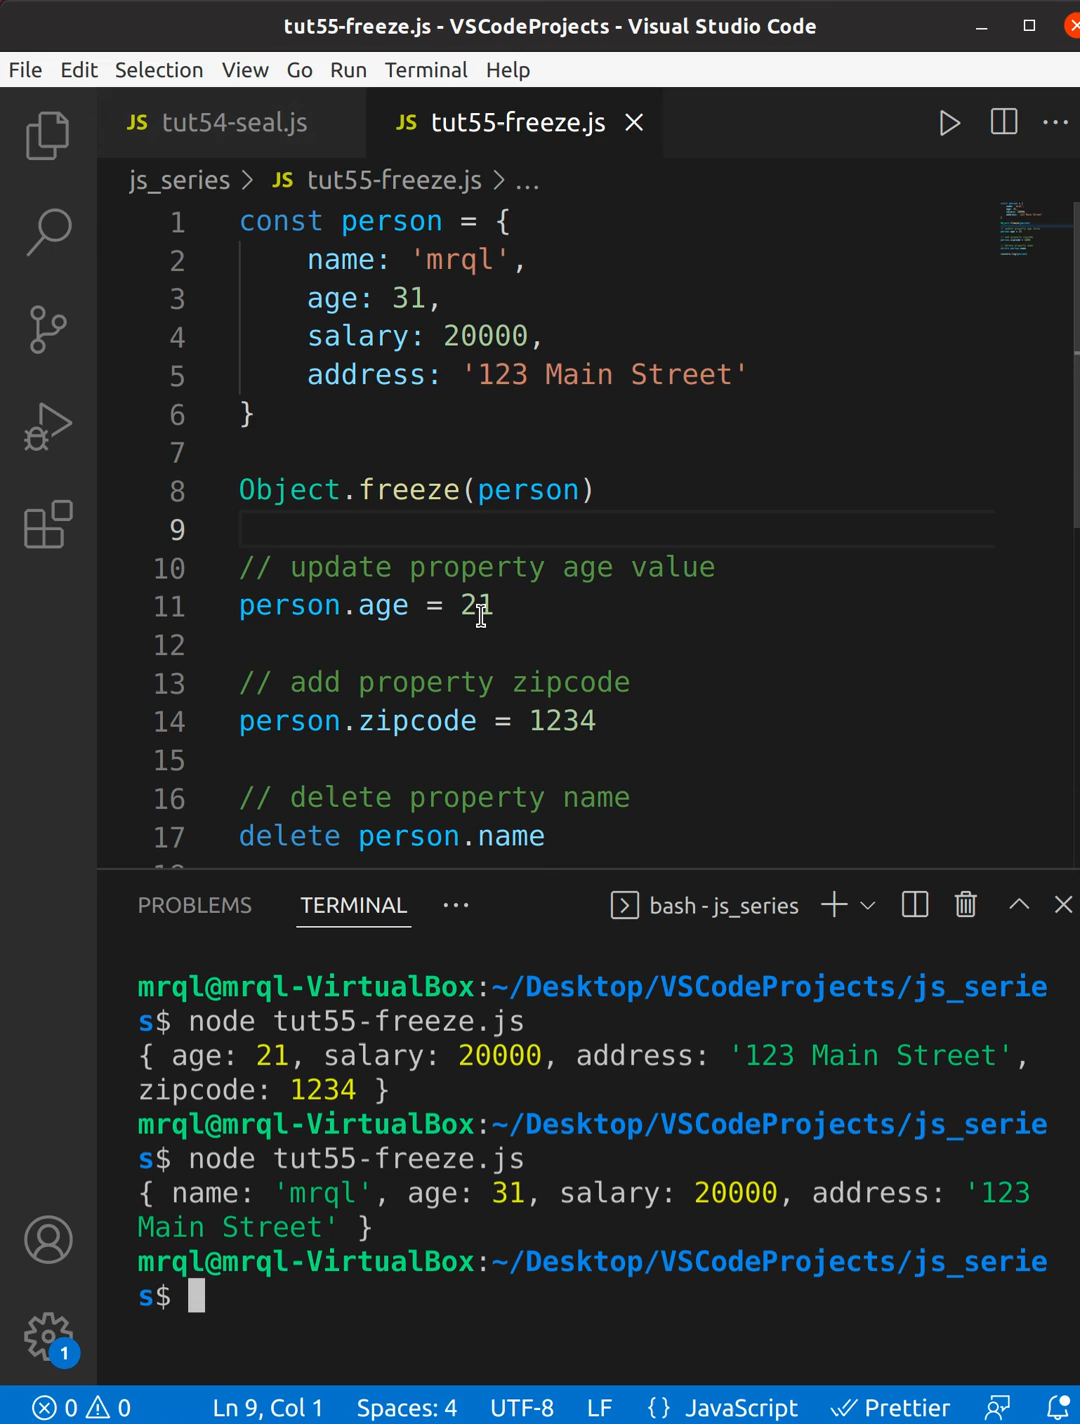 tut55-freeze.js - VSCodeProjects - Visual Studio Code
File Edit Selection View Go Run Terminal Help
JS tut54-seal.js JS tut55-freeze.js
js_series > JS tut55-freeze.js > ...
1 const person = {
2 name: 'mrql',
3 age: 31,
4 salary: 20000,
5 address: '123 Main Street'
6 }
7
8 Object.freeze(person)
9
10 // update property age value
11 person.age = 21
12
13 // add property zipcode
14 person.zipcode = 1234
15
16 // delete property name
17 delete person.name
PROBLEMS TERMINAL ... bash - js_series
mrql@mrql-VirtualBox:~/Desktop/VSCodeProjects/js_serie
s$ node tut55-freeze.js
{ age: 21, salary: 20000, address: '123 Main Street',
zipcode: 1234 }
mrql@mrql-VirtualBox:~/Desktop/VSCodeProjects/js_serie
s$ node tut55-freeze.js
{ name: 'mrql', age: 31, salary: 20000, address: '123
Main Street' }
mrql@mrql-VirtualBox:~/Desktop/VSCodeProjects/js_serie
s$
1
0 0 Ln 9, Col 1 Spaces: 4 UTF-8 LF {} JavaScript Prettier